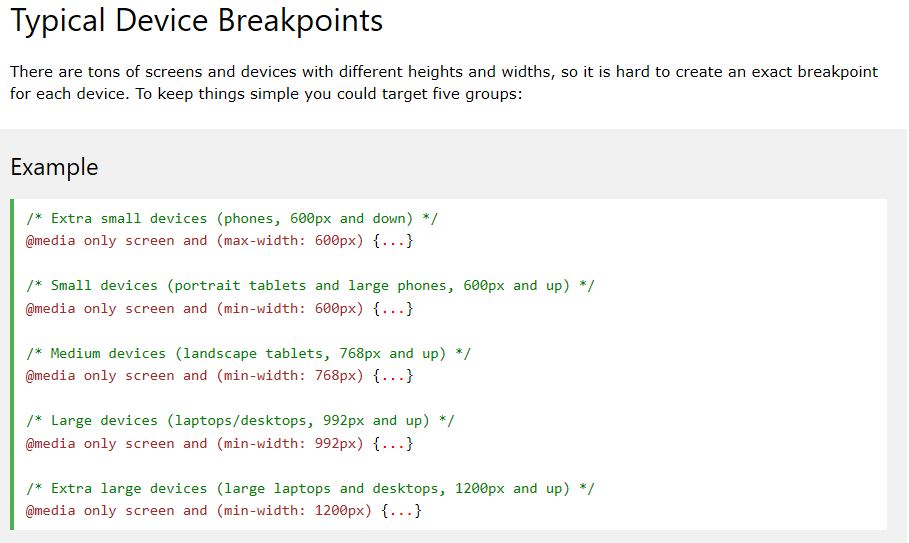 Typical Device Breakpoints
There are tons of screens and devices with different heights and widths, so it is hard to create an exact breakpoint
for each device. To keep things simple you could target five groups:
Example
/* Extra small devices (phones, 600px and down) */
@media only screen and (max-width: 600px) {...}
/* Small devices (portrait tablets and large phones, 600px and up) */
@media only screen and (min-width: 600px) {...}
/* Medium devices (landscape tablets, 768px and up) */
@media only screen and (min-width: 768px) {...}
/* Large devices (laptops/desktops, 992px and up) */
@media only screen and (min-width: 992px) {...}
/* Extra large devices (large laptops and desktops, 1200px and up) */
@media only screen and (min-width: 1200px) {...}